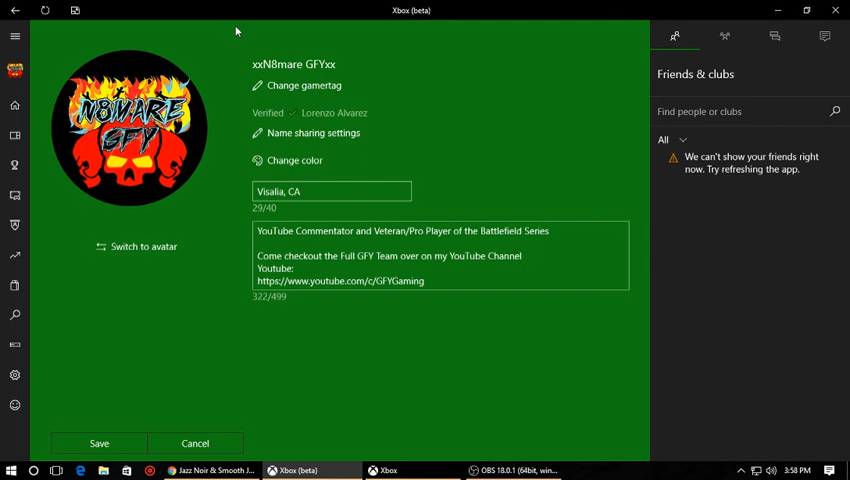 Xbox (beta)
xxN8mare GFYxx
Change gamertag
Verified Lorenzo Alvarez
Name sharing settings
Change color
Visalia, CA
29/40
YouTube Commentator and Veteran/Pro Player of the Battlefield Series
Come checkout the Full GFY Team over on my YouTube Channel
Youtube:
https://www.youtube.com/c/GFYGaming
322/499
N8MARE
GFY
Switch to avatar
Save
Cancel
Friends & clubs
Find people or clubs
All
We can't show your friends right
now. Try refreshing the app.
Jazz Noir & Smooth J...
Xbox (beta)
Xbox
OBS 18.0.1 (64bit, win...
3:58 PM